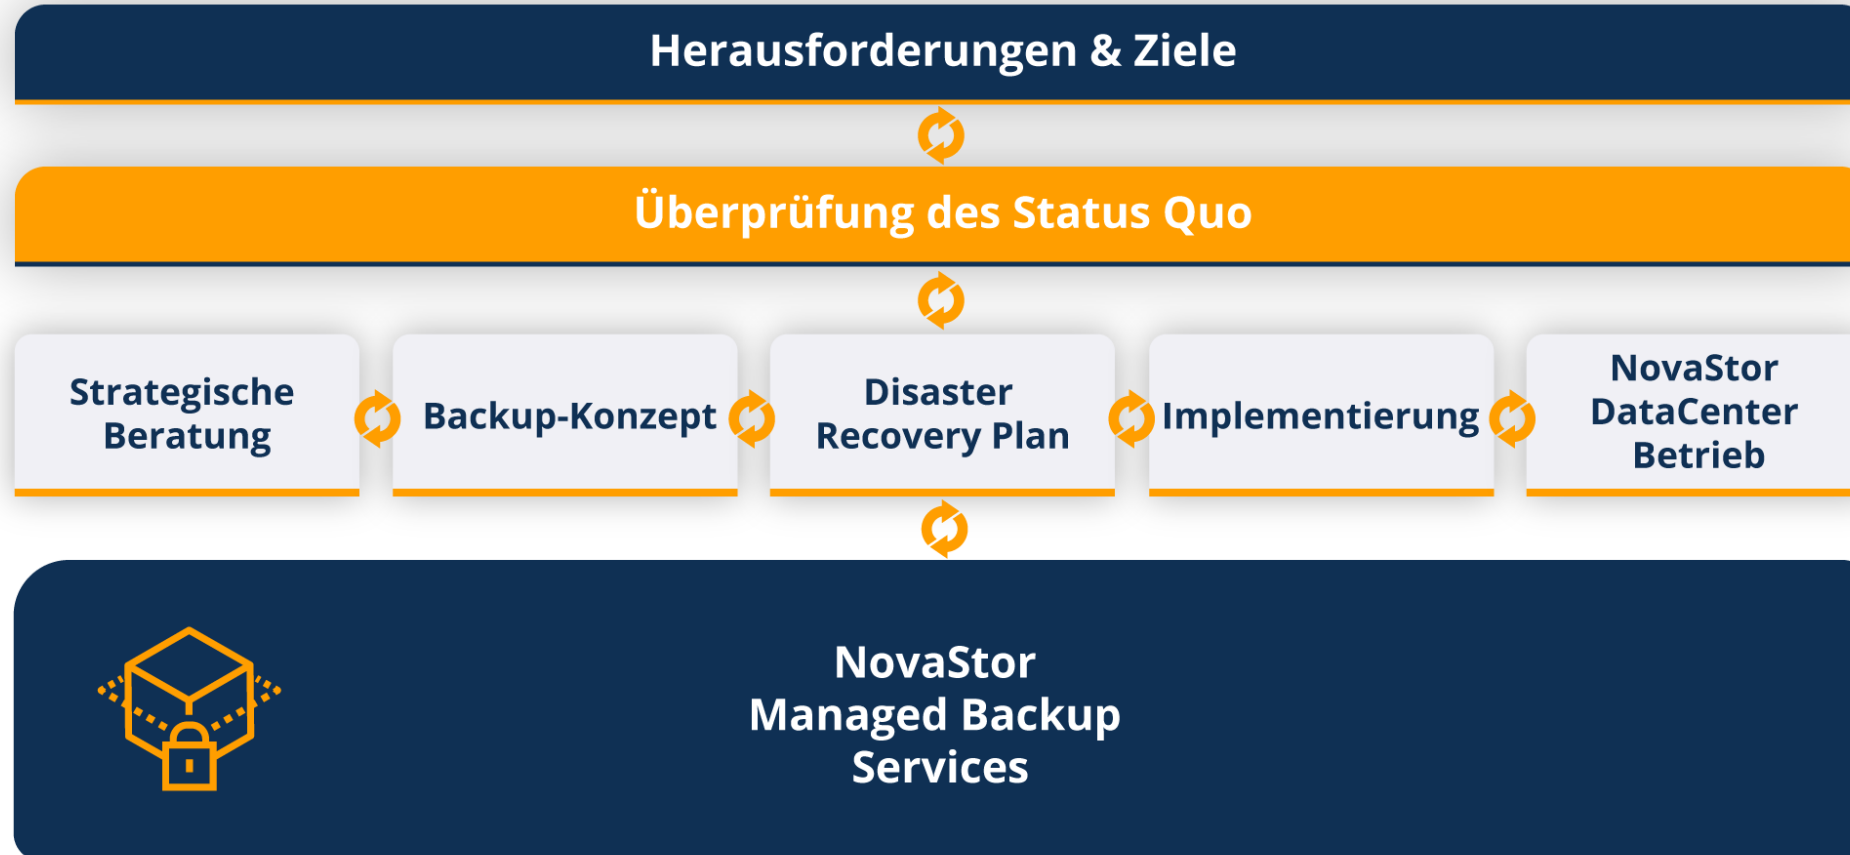 Herausforderungen & Ziele
Überprüfung des Status Quo
Strategische
Beratung
Backup-Konzept
Disaster
Recovery Plan
Implementierung
NovaStor
DataCenter
Betrieb
NovaStor
Managed Backup
Services